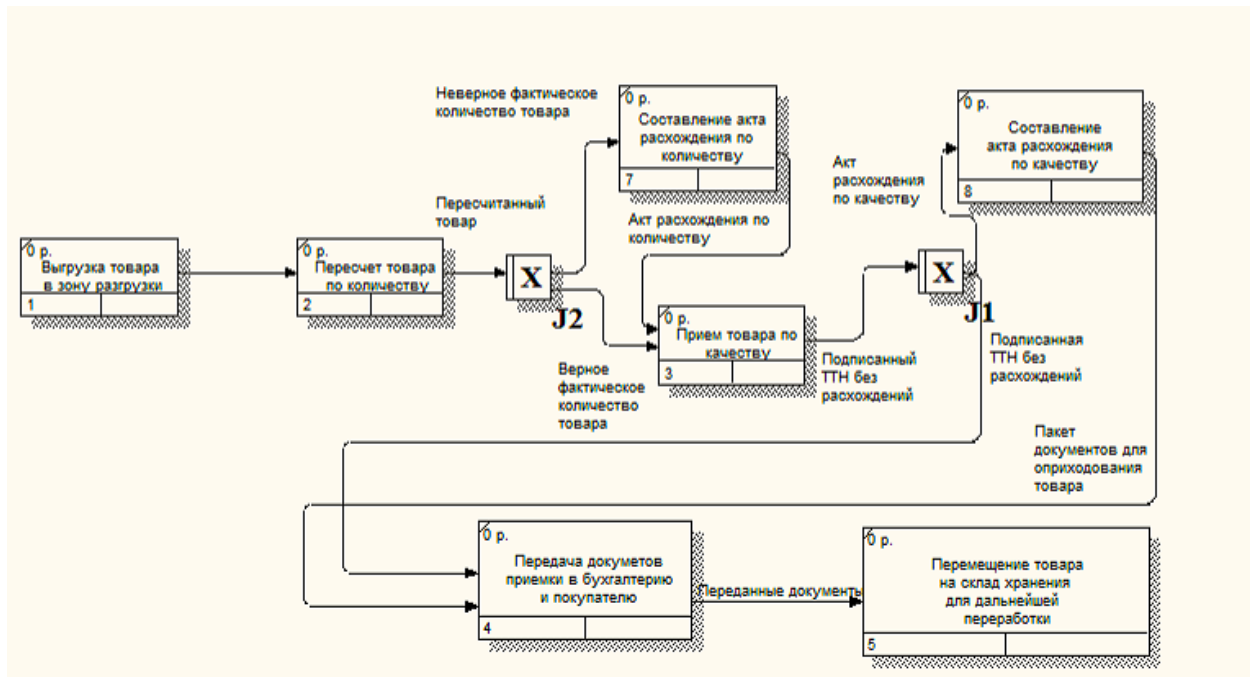 Неверное фактическое
количество товара
0 р.
Составление акта
расхождения по
количеству
7
0 р.
Составление
акта расхождения
по качеству
8
Акт
расхождения
по качеству
Пересчитанный
товар
Акт расхождения по
количеству
0 р.
Выгрузка товара
в зону разгрузки
1
0 р.
Пересчет товара
по количеству
2
X
J2
X
J1
0 р.
Прием товара по
качеству
3
Верное
фактическое
количество
товара
Подписанный
ТТН без
расхождений
Подписанная
ТТН без
расхождений
Пакет
документов для
оприходования
товара
0 р.
Передача докуметов
приемки в бухгалтерию
и покупателю
4
Переданные документы
0 р.
Перемещение товара
на склад хранения
для дальнейшей
переработки
5